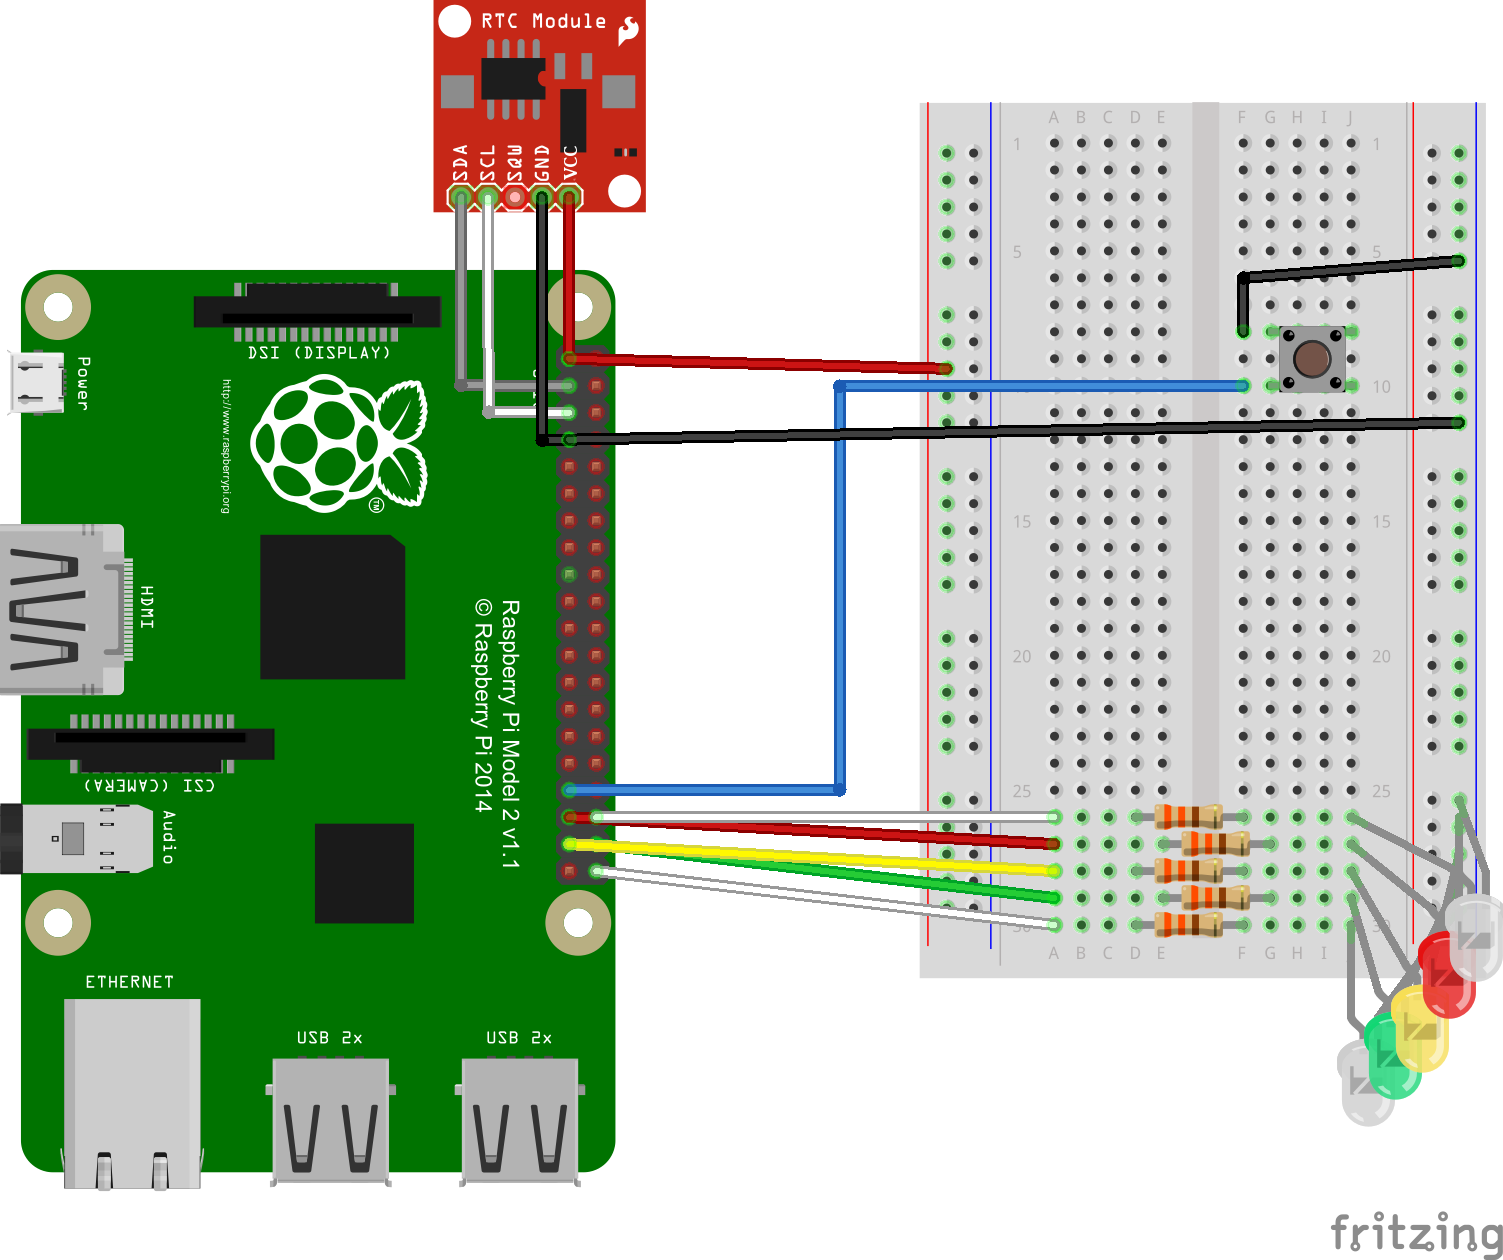 RTC Module
SDA
SCL
SQW
GND
VCC
A B C D E F G H I J
1 1
5 5
DSI (DISPLAY)
Power
http://www.raspberrypi.org
TM
10
15 15
HDMI
Raspberry Pi Model 2 v1.1
© Raspberry Pi 2014
20 20
CSI (CAMERA)
Audio
25 25
30 30
A B C D E F G H I
ETHERNET
USB 2x
USB 2x
fritzing